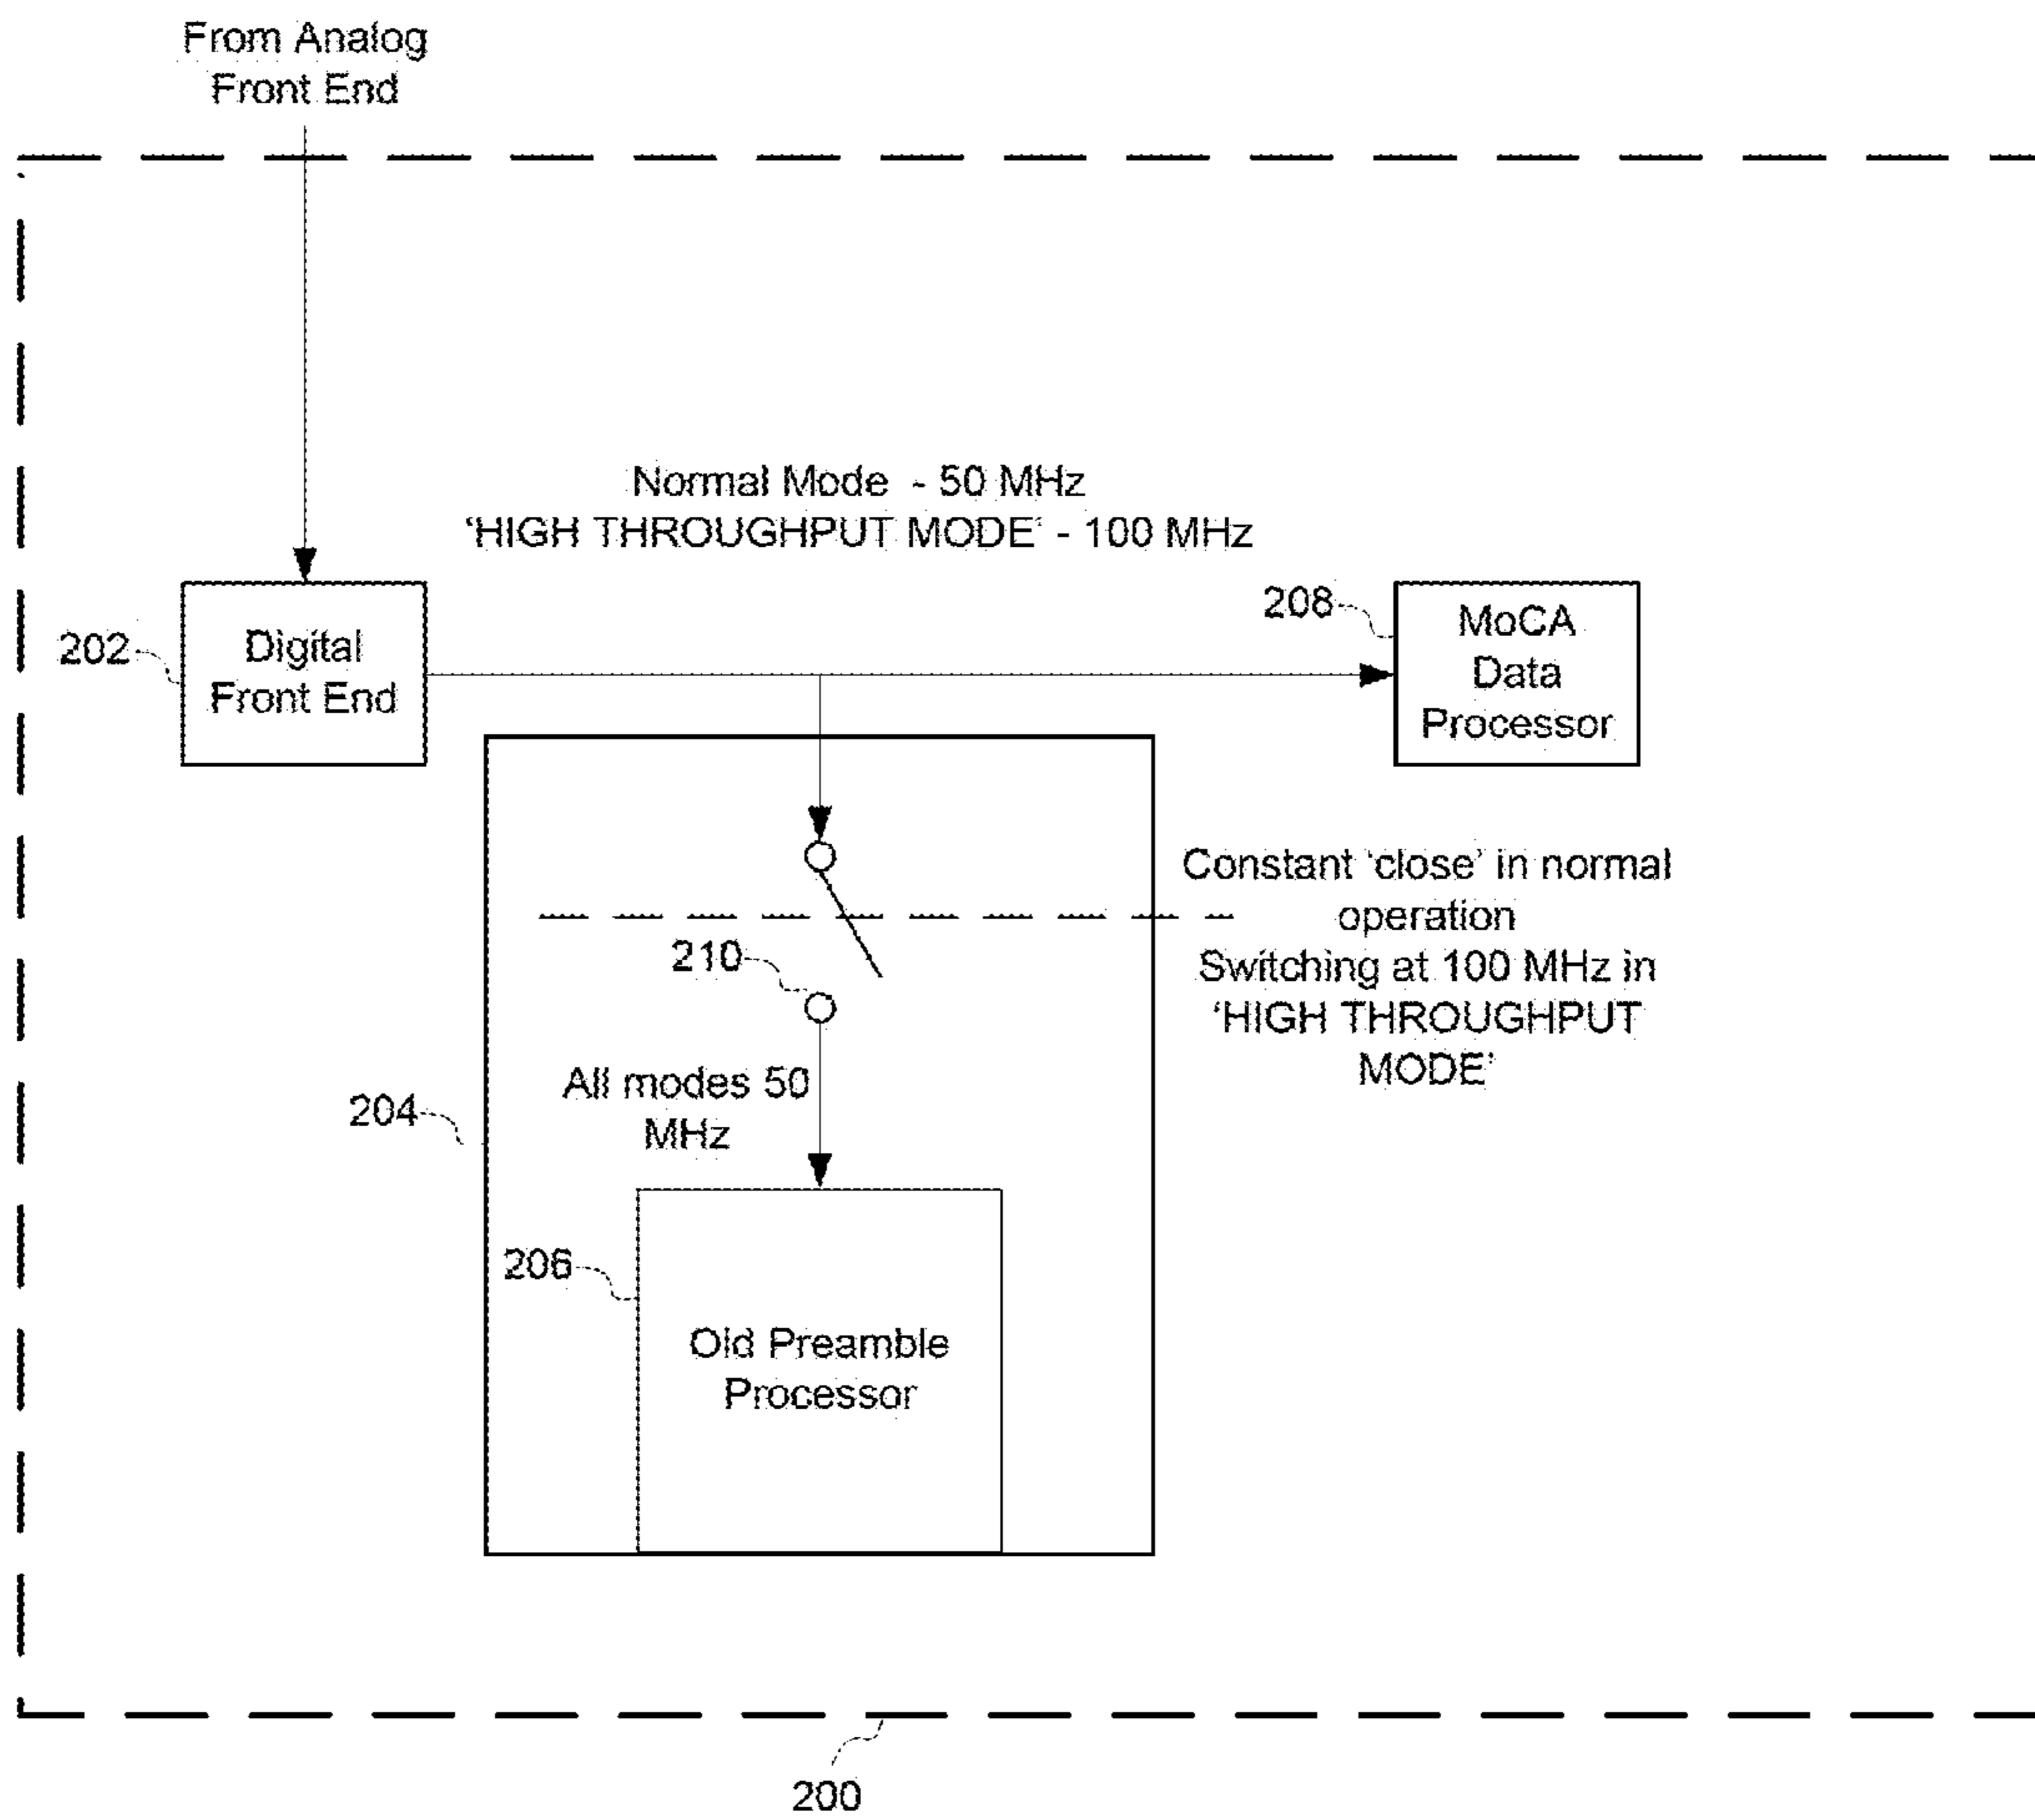 From Analog
Front End
Normal Mode - 50 MHz
‘HIGH THROUGHPUT MODE’ - 100 MHz
202
Digital
Front End
208
MoCA
Data
Processor
Constant ‘close’ in normal
operation
Switching at 100 MHz in
‘HIGH THROUGHPUT
MODE’
210
All modes 50
MHz
204
206
Old Preamble
Processor
200